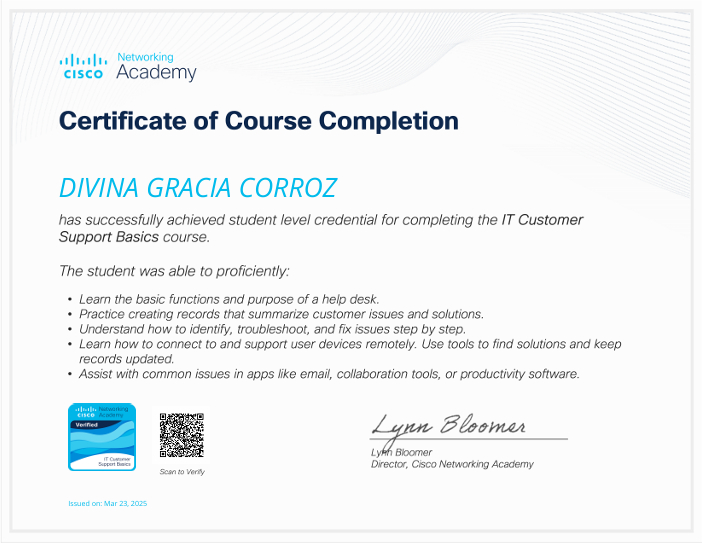 Networking
CISCO Academy
Certificate of Course Completion
DIVINA GRACIA CORROZ
has successfully achieved student level credential for completing the IT Customer
Support Basics course.
The student was able to proficiently:
• Learn the basic functions and purpose of a help desk.
• Practice creating records that summarize customer issues and solutions.
• Understand how to identify, troubleshoot, and fix issues step by step.
• Learn how to connect to and support user devices remotely. Use tools to find solutions and keep
records updated.
• Assist with common issues in apps like email, collaboration tools, or productivity software.
Networking
CISCO Academy
Verified
IT Customer
Support Basics
Scan to Verify
Lynn Bloomer
Lynn Bloomer
Director, Cisco Networking Academy
Issued on: Mar 23, 2025